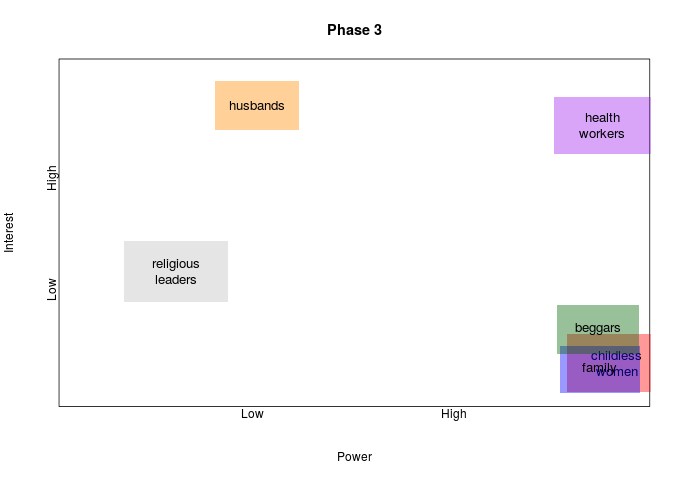 Phase 3
husbands
health
workers
High
Interest
religious
leaders
Low
beggars
childless
women
family
Low
High
Power